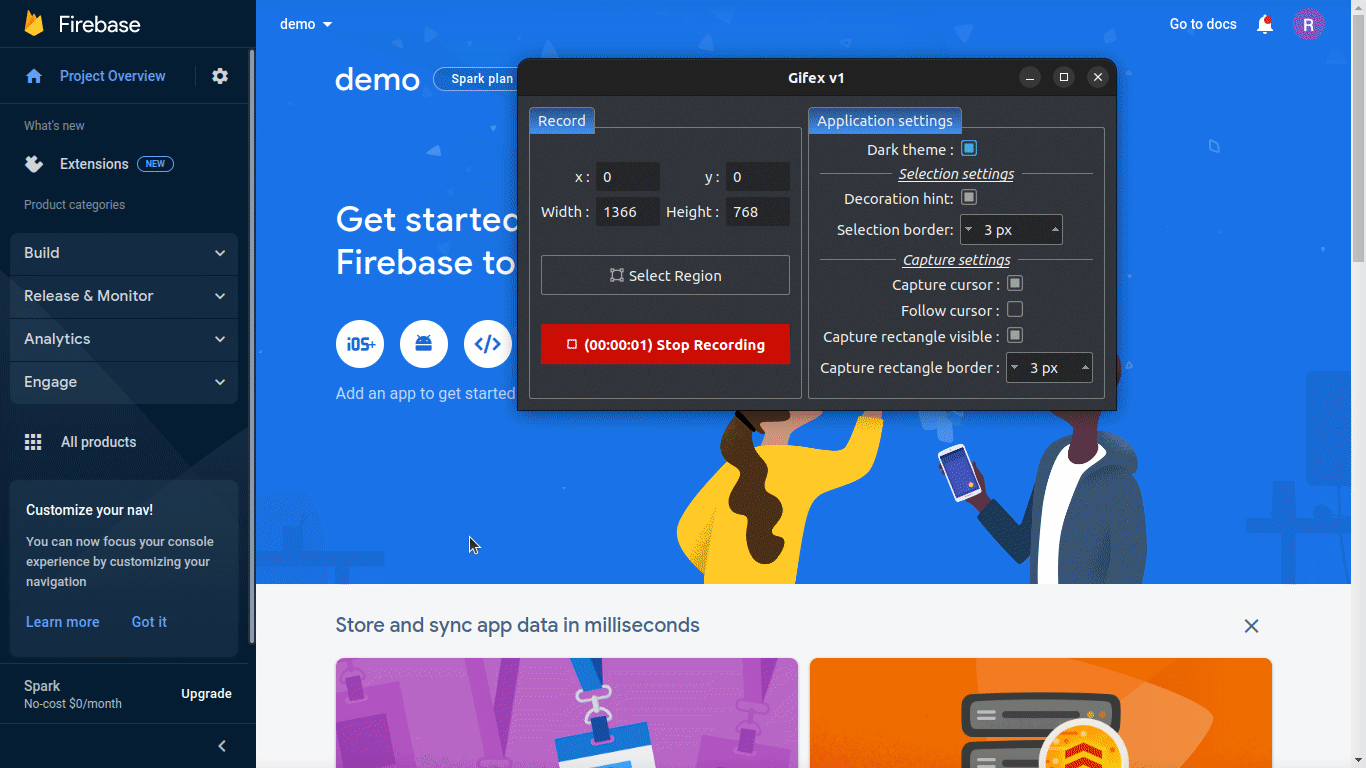 Firebase
Project Overview
What's new
Extensions NEW
Product categories
Build
Release & Monitor
Analytics
Engage
All products
Customize your nav!
You can now focus your console
experience by customizing your
navigation
Learn more Got it
Spark
No-cost $0/month
Upgrade
demo
Go to docs
R
demo
Spark plan
Get started
Firebase to
iOS+
Add an app to get started
Gifex v1
Record
x : 0 y : 0
Width : 1366 Height : 768
Select Region
(00:00:01) Stop Recording
Application settings
Dark theme :
Selection settings
Decoration hint:
Selection border: 3 px
Capture settings
Capture cursor :
Follow cursor :
Capture rectangle visible :
Capture rectangle border : 3 px
Store and sync app data in milliseconds